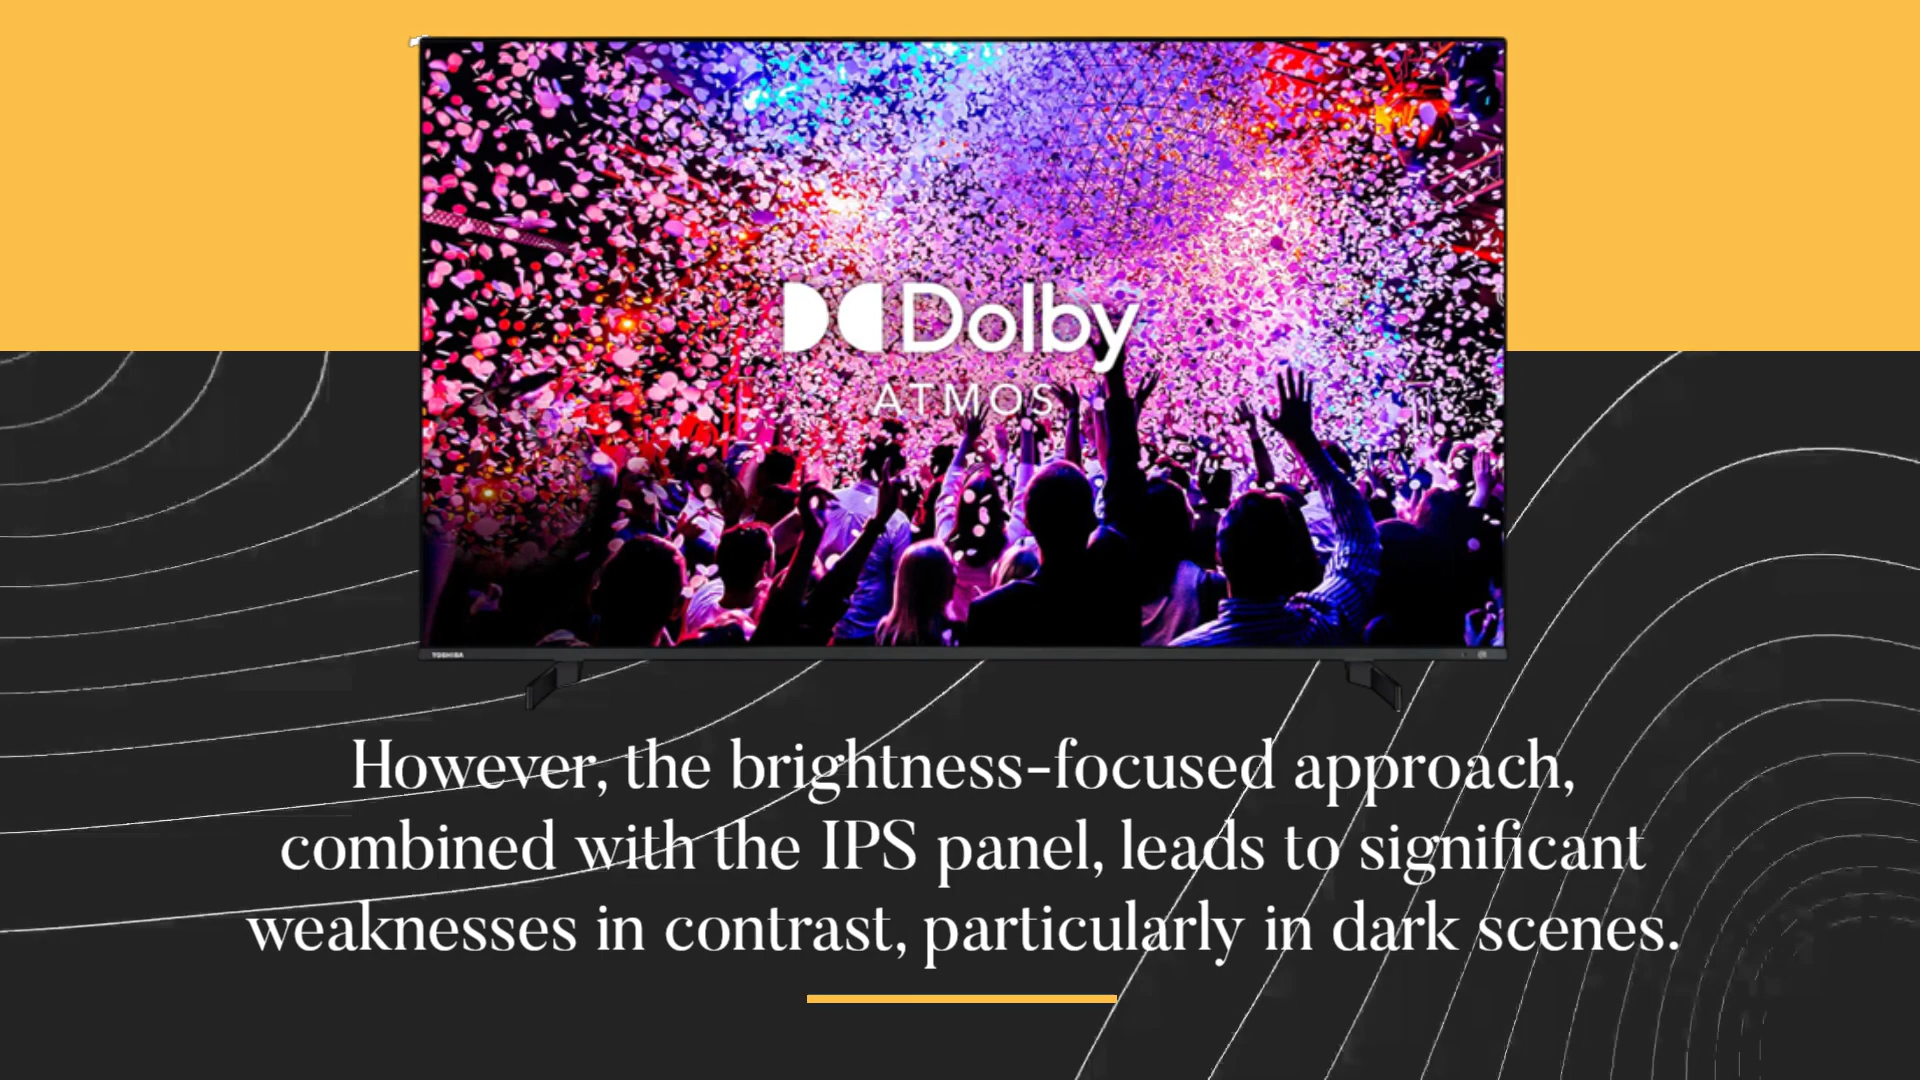 Dolby
ATMOS
TOSHIBA
However, the brightness-focused approach,
combined with the IPS panel, leads to significant
weaknesses in contrast, particularly in dark scenes.